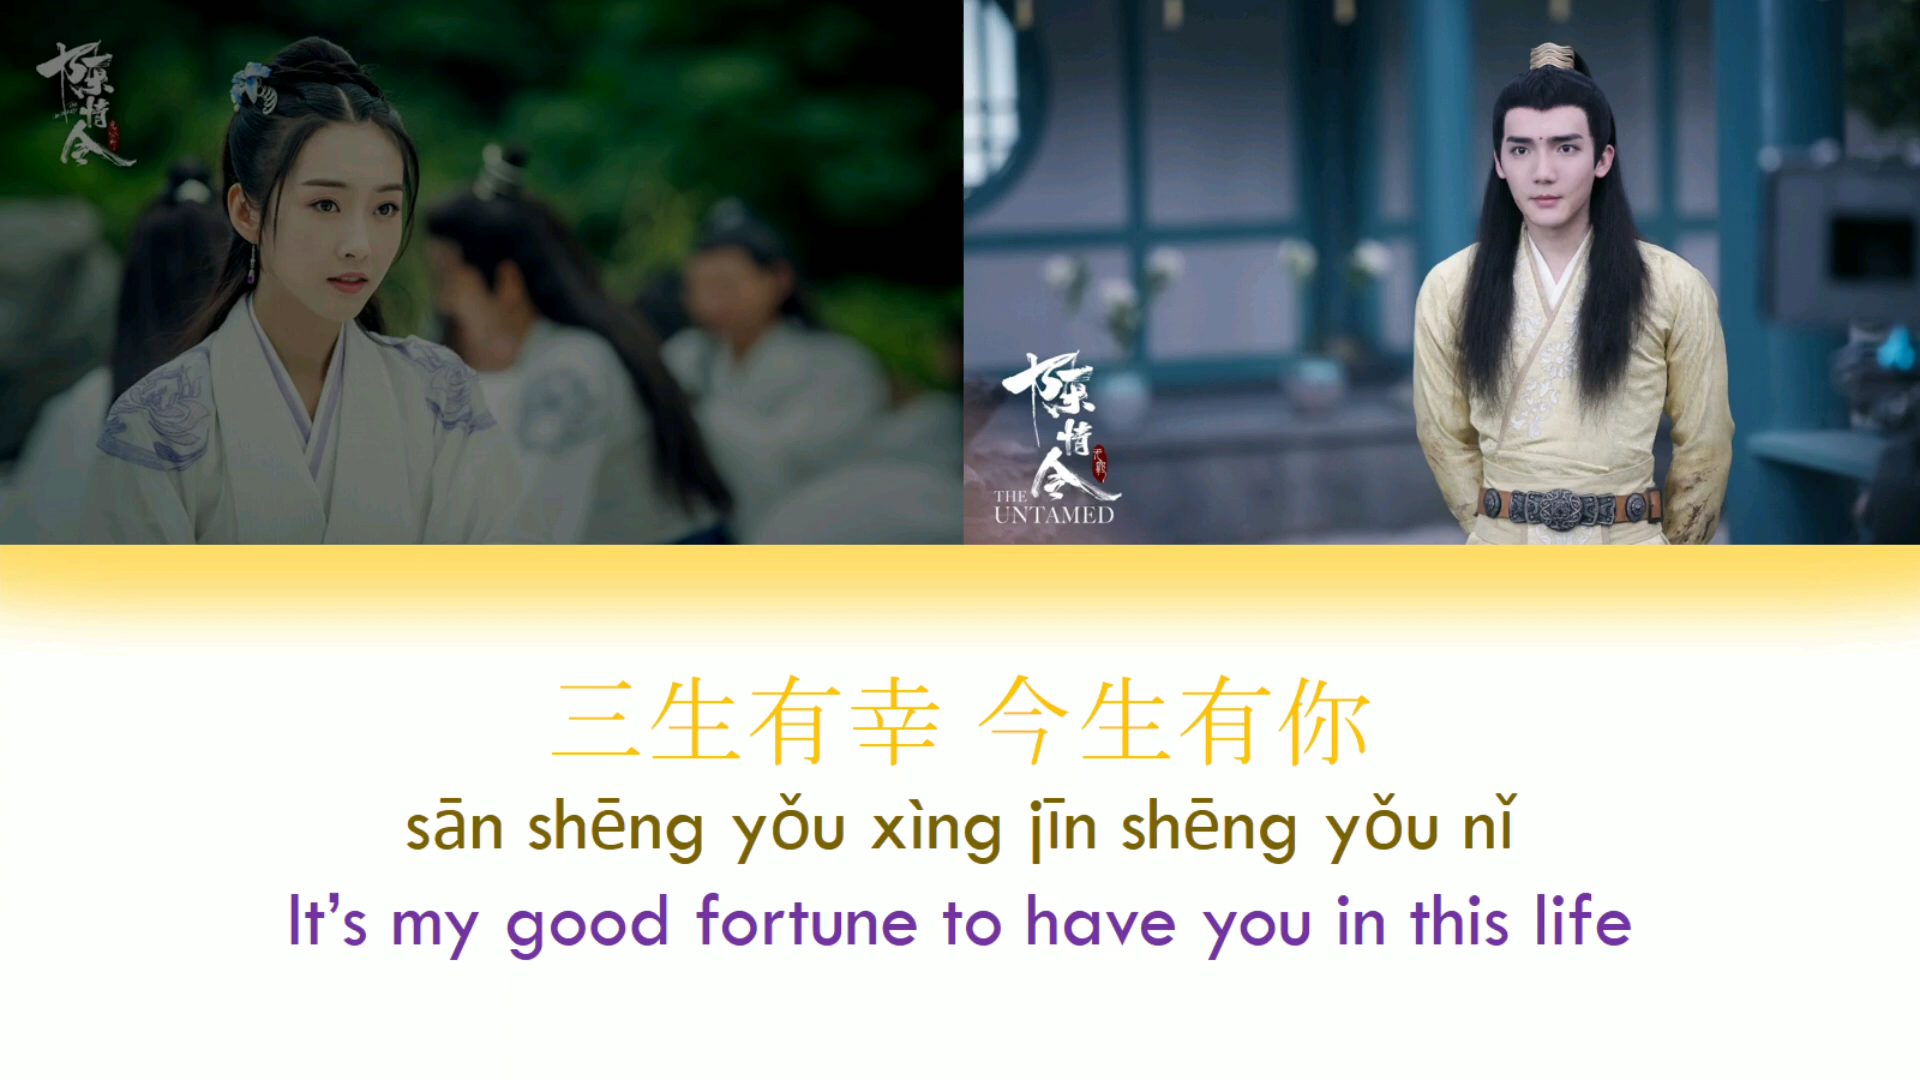 陈情令
陈情令
THE
UNTAMED
三生有幸 今生有你
sān shēng yǒu xìng jīn shēng yǒu nǐ
It's my good fortune to have you in this life